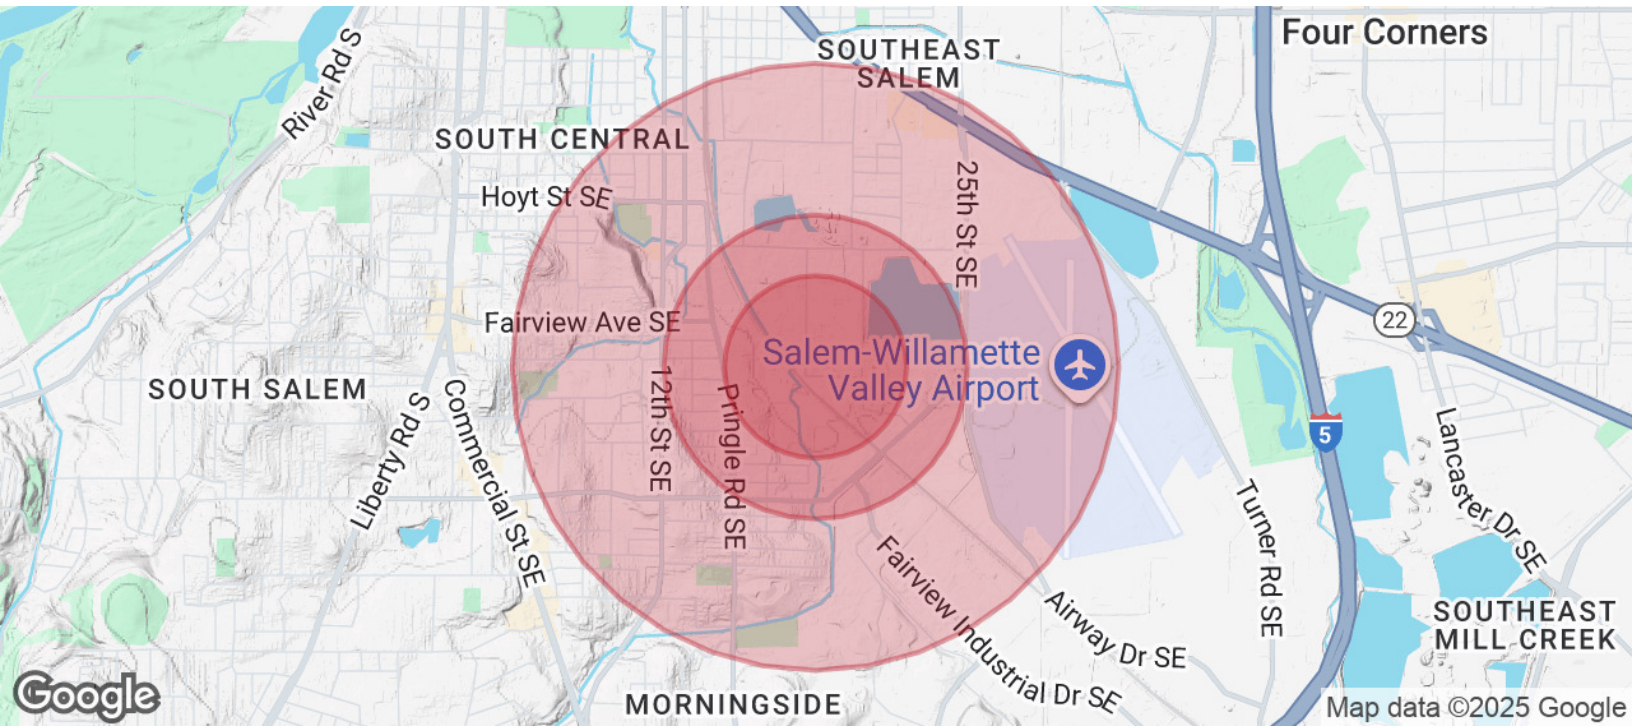 Four Corners
SOUTHEAST
SALEM
River Rd S
SOUTH CENTRAL
Hoyt St SE
25th St SE
Fairview Ave SE
22
Salem-Willamette
Valley Airport
SOUTH SALEM
12th St SE
Pringle Rd SE
Liberty Rd S
Commercial St SE
5
Lancaster Dr SE
Turner Rd SE
Fairview Industrial Dr SE
Airway Dr SE
SOUTHEAST
MILL CREEK
MORNINGSIDE
Google
Map data ©2025 Google